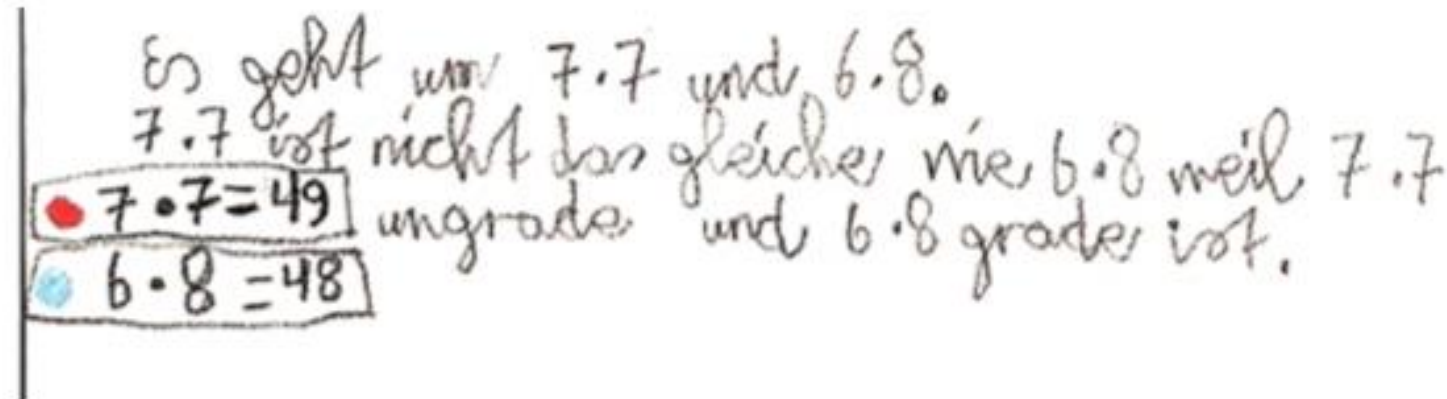 Es geht um 7·7 und 6·8.
7·7 ist nicht das gleiche wie 6·8 weil 7·7
7·7=49 ungrade und 6·8 grade ist.
6·8=48